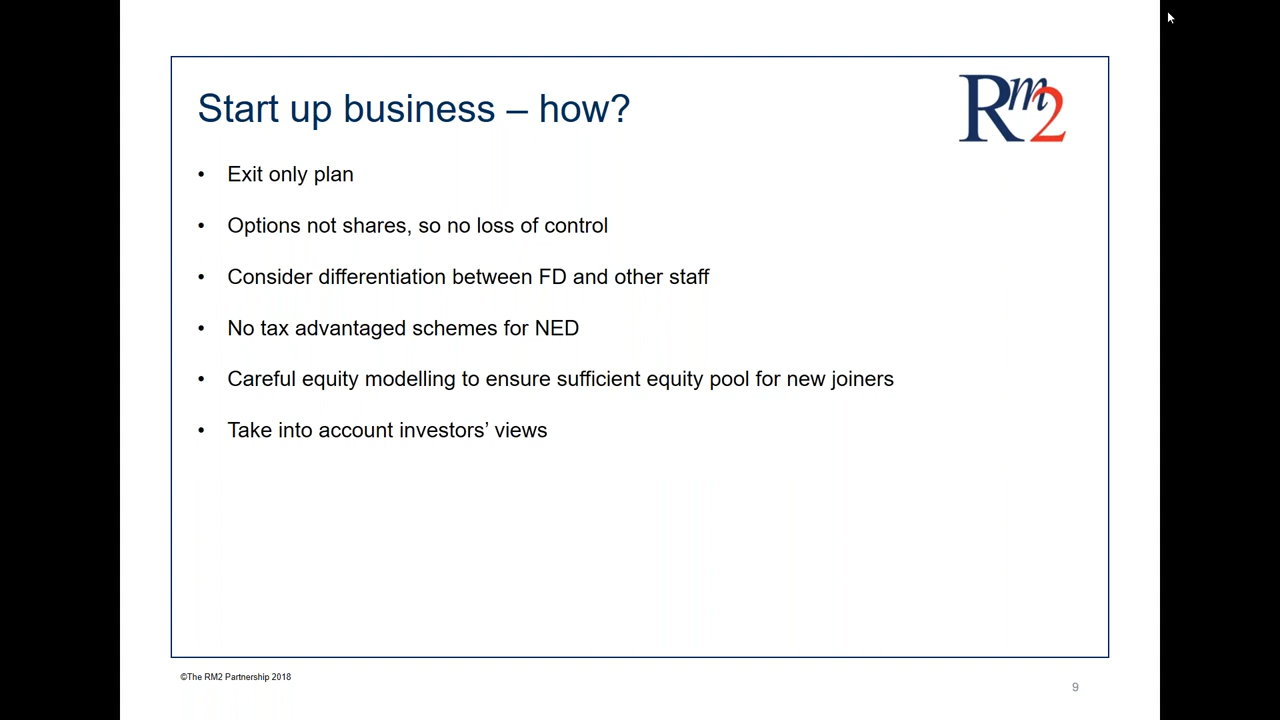 Start up business – how?
Rm2
• Exit only plan
• Options not shares, so no loss of control
• Consider differentiation between FD and other staff
• No tax advantaged schemes for NED
• Careful equity modelling to ensure sufficient equity pool for new joiners
• Take into account investors’ views
©The RM2 Partnership 2018
9